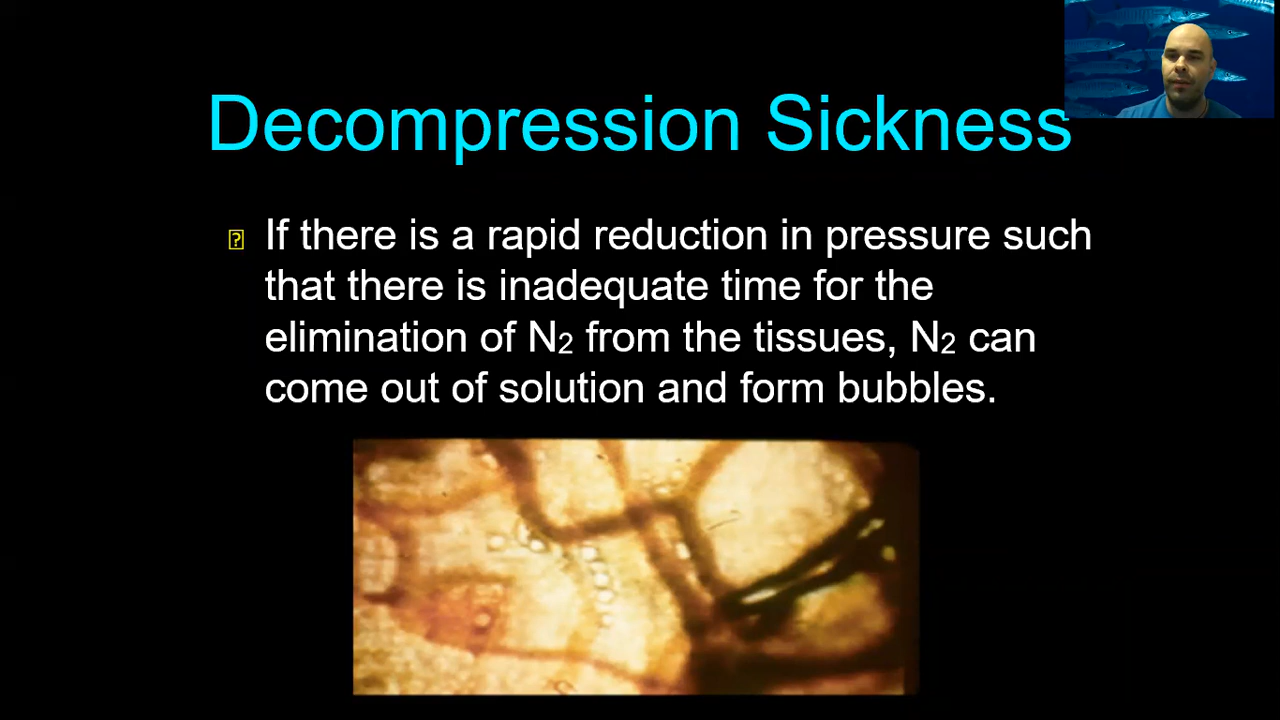 Decompression Sickness
If there is a rapid reduction in pressure such
that there is inadequate time for the
elimination of N2 from the tissues, N2 can
come out of solution and form bubbles.